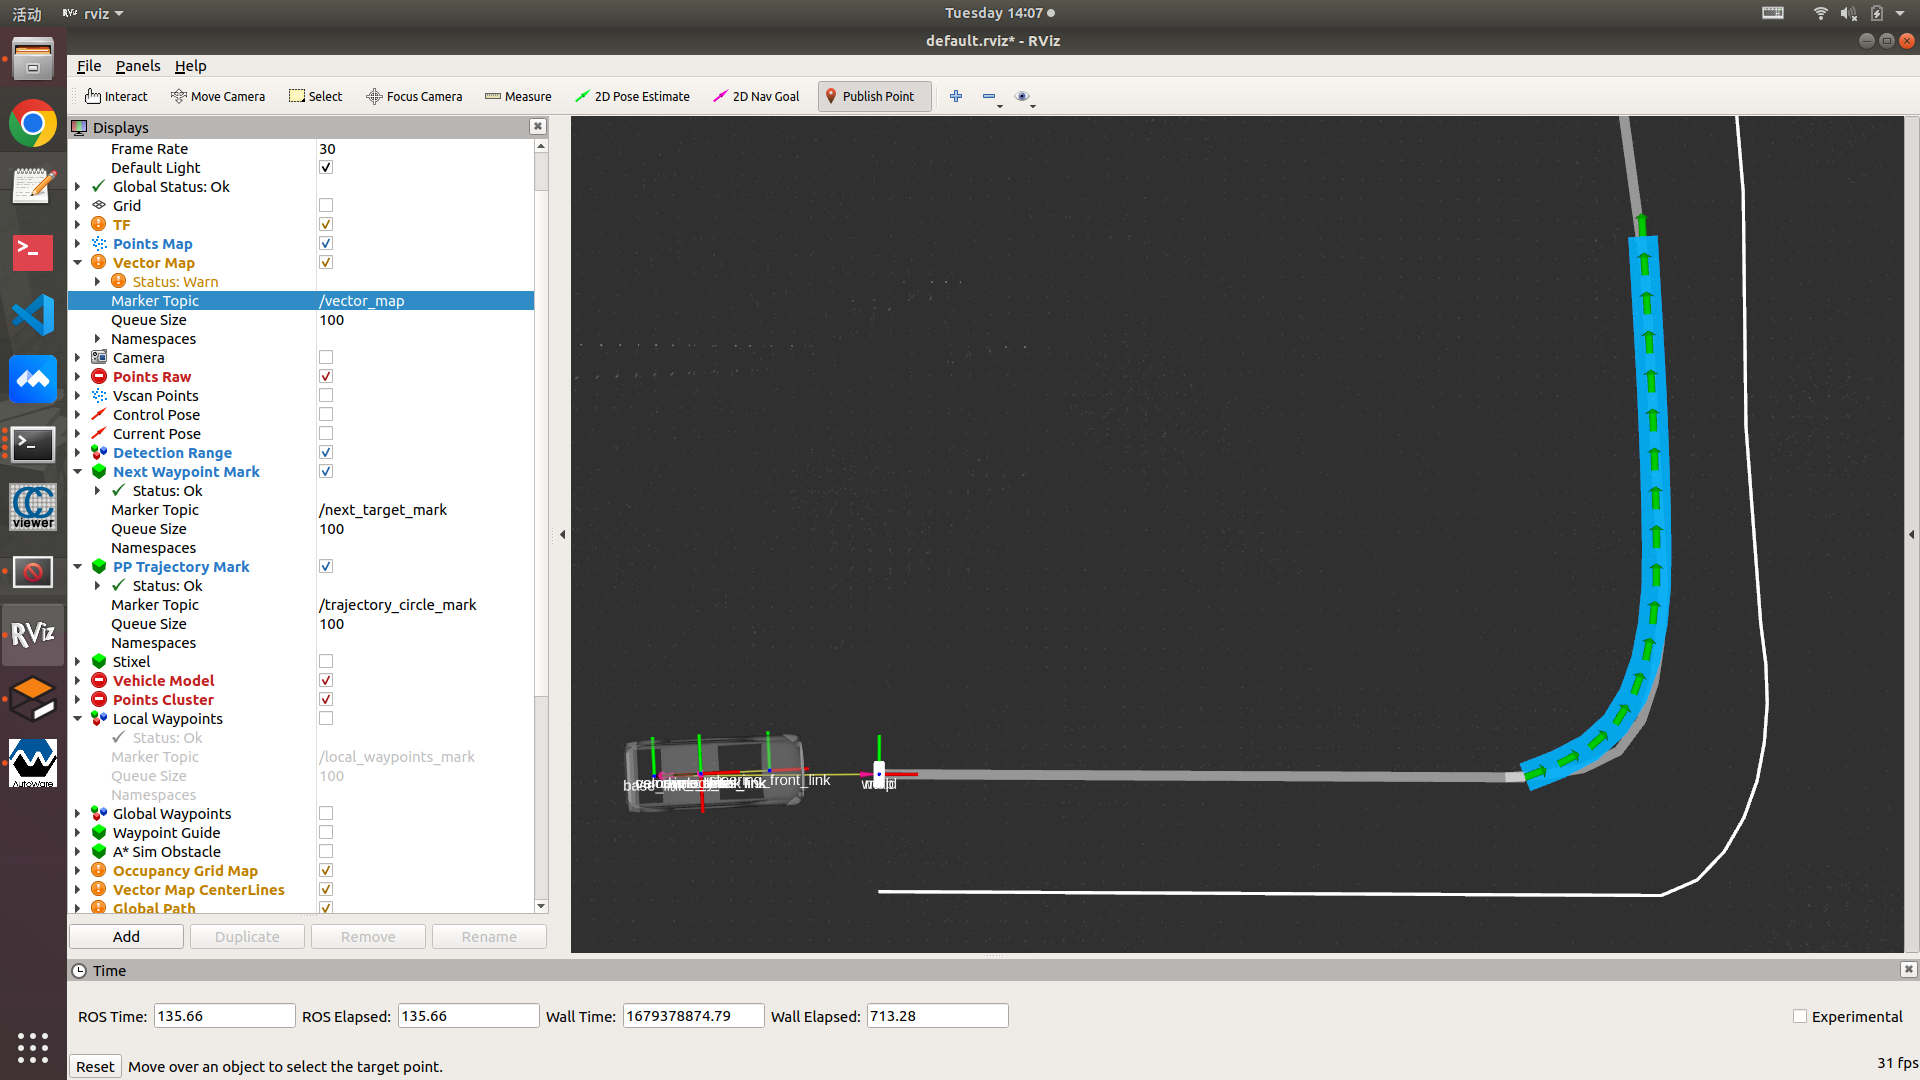 活动
RViz rviz
Tuesday 14:07
default.rviz* - RViz
File Panels Help
Interact Move Camera Select Focus Camera Measure 2D Pose Estimate 2D Nav Goal Publish Point
Displays
Frame Rate 30
Default Light
Global Status: Ok
Grid
TF
Points Map
Vector Map
Status: Warn
Marker Topic /vector_map
Queue Size 100
Namespaces
Camera
Points Raw
Vscan Points
Control Pose
Current Pose
Detection Range
Next Waypoint Mark
Status: Ok
Marker Topic /next_target_mark
Queue Size 100
Namespaces
PP Trajectory Mark
Status: Ok
Marker Topic /trajectory_circle_mark
Queue Size 100
Namespaces
Stixel
Vehicle Model
Points Cluster
Local Waypoints
Status: Ok
Marker Topic /local_waypoints_mark
Queue Size 100
Namespaces
Global Waypoints
Waypoint Guide
A* Sim Obstacle
Occupancy Grid Map
Vector Map CenterLines
Global Path
Add Duplicate Remove Rename
CC
viewer
RViz
AutoWare
Time
ROS Time: 135.66 ROS Elapsed: 135.66 Wall Time: 1679378874.79 Wall Elapsed: 713.28 Experimental
Reset Move over an object to select the target point. 31 fps